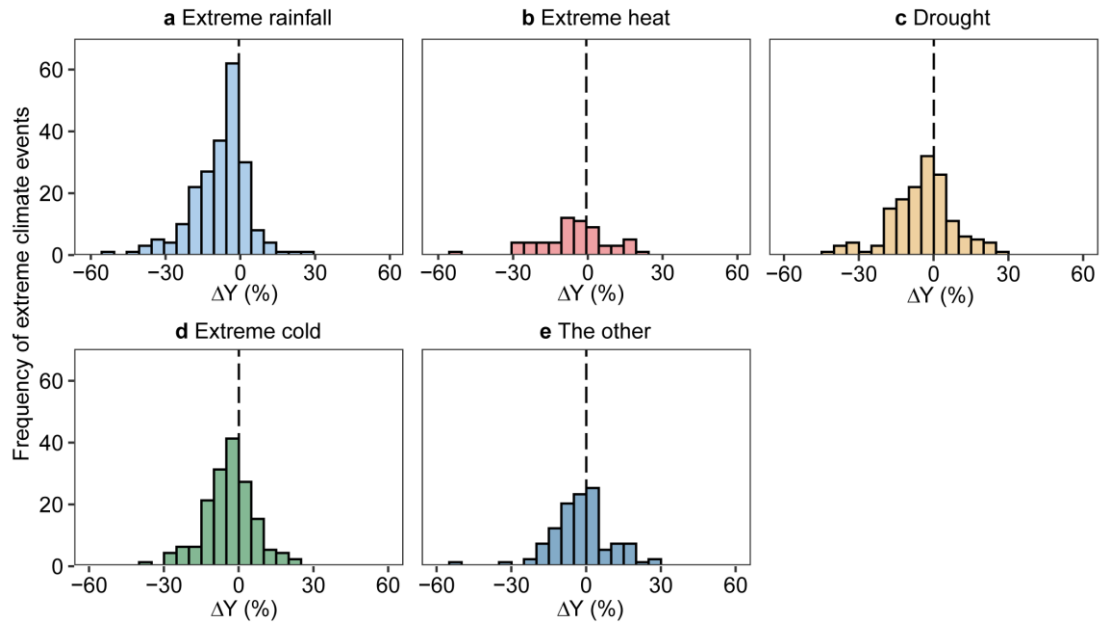 a Extreme rainfall
b Extreme heat
c Drought
Frequency of extreme climate events
60
40
20
0
−60 −30 0 30 60
−60 −30 0 30 60
−60 −30 0 30 60
ΔY (%)
ΔY (%)
ΔY (%)
d Extreme cold
e The other
60
40
20
0
−60 −30 0 30 60
−60 −30 0 30 60
ΔY (%)
ΔY (%)